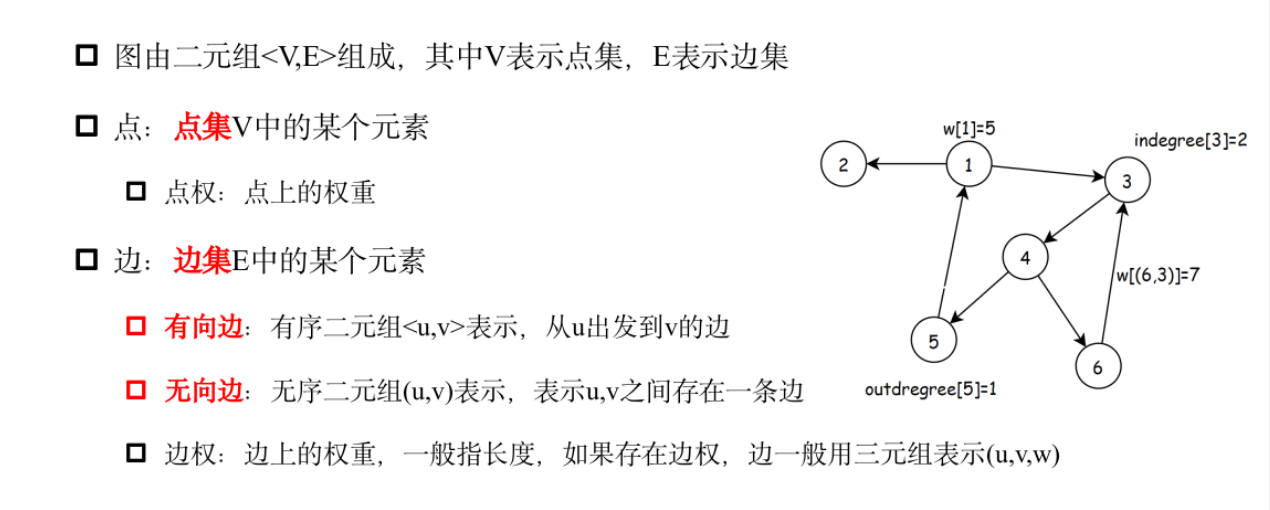 图由二元组<V,E>组成，其中V表示点集，E表示边集
点：点集V中的某个元素
点权：点上的权重
边：边集E中的某个元素
有向边：有序二元组<u,v>表示，从u出发到v的边
无向边：无序二元组(u,v)表示，表示u,v之间存在一条边
边权：边上的权重，一般指长度，如果存在边权，边一般用三元组表示(u,v,w)
w[1]=5
indegree[3]=2
2
1
3
4
w[(6,3)]=7
5
6
outdregree[5]=1